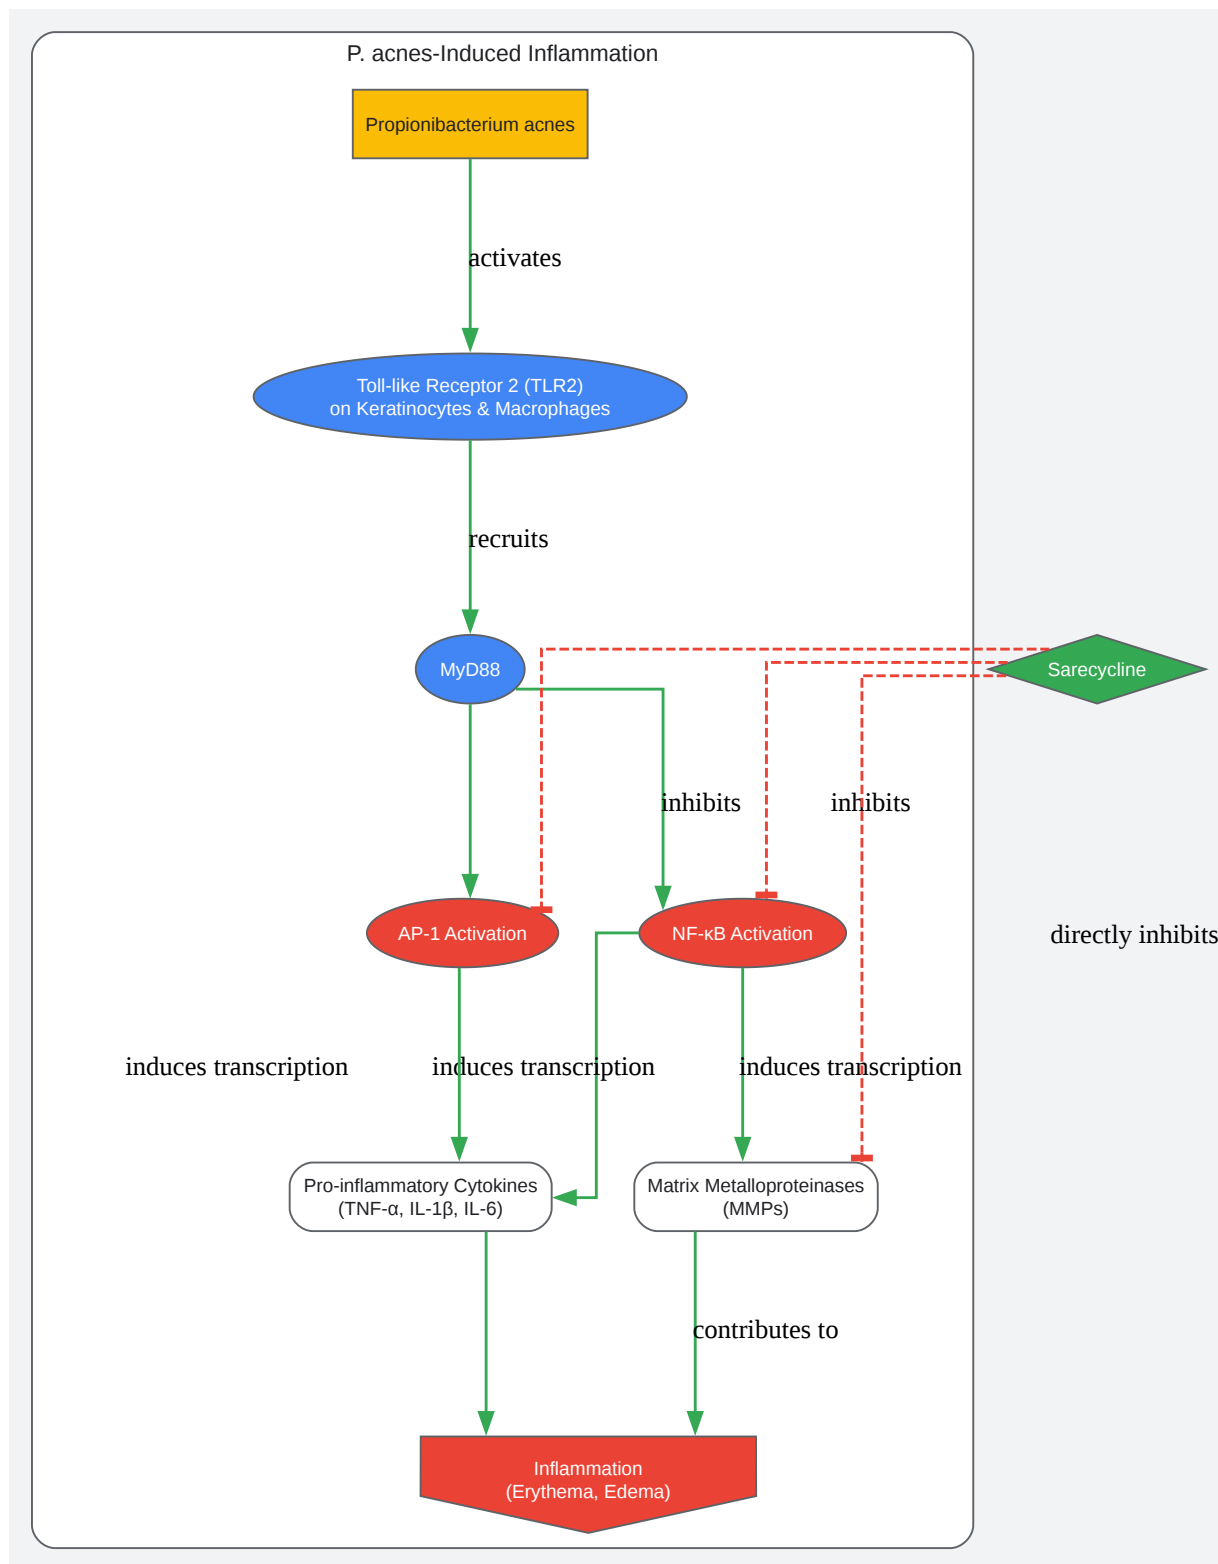 P. acnes-Induced Inflammation
Propionibacterium acnes
activates
Toll-like Receptor 2 (TLR2)
on Keratinocytes & Macrophages
recruits
MyD88
Sarecycline
inhibits
inhibits
AP-1 Activation
NF-κB Activation
directly inhibits
induces transcription
induces transcription
induces transcription
Pro-inflammatory Cytokines
(TNF-α, IL-1β, IL-6)
Matrix Metalloproteinases
(MMPs)
contributes to
Inflammation
(Erythema, Edema)